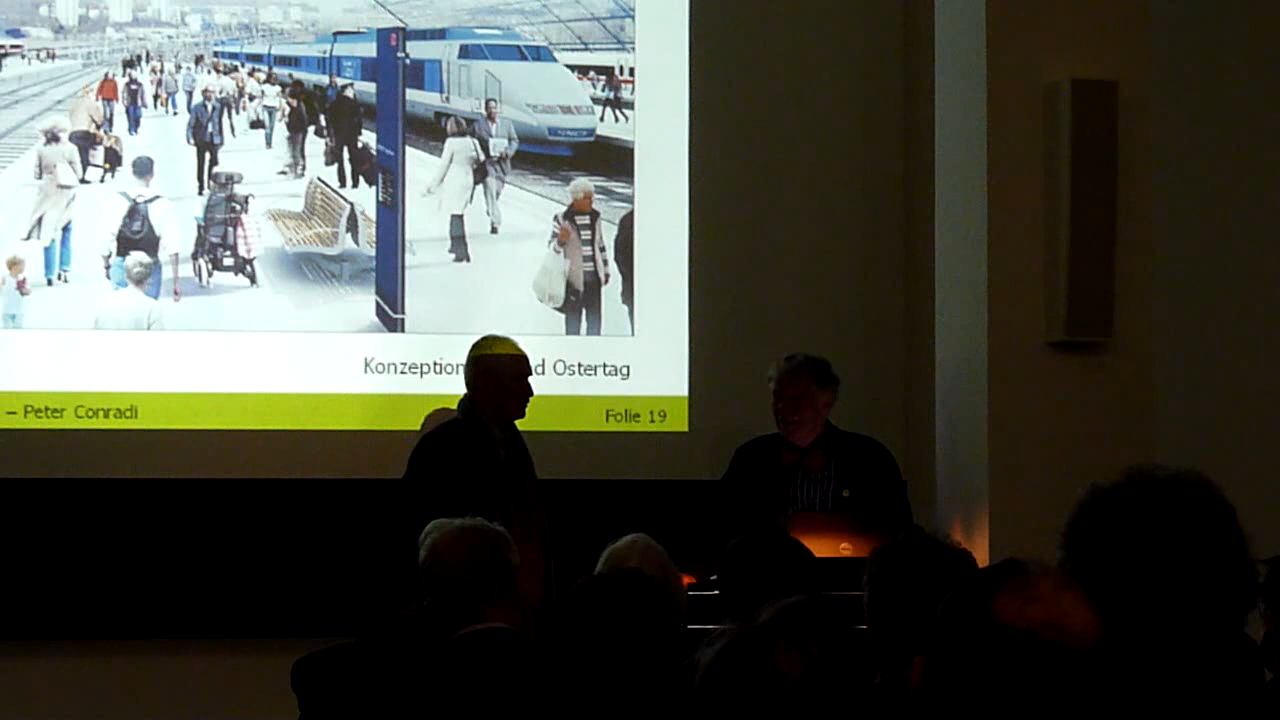 Konzeption d Ostertag
– Peter Conradi
Folie 19